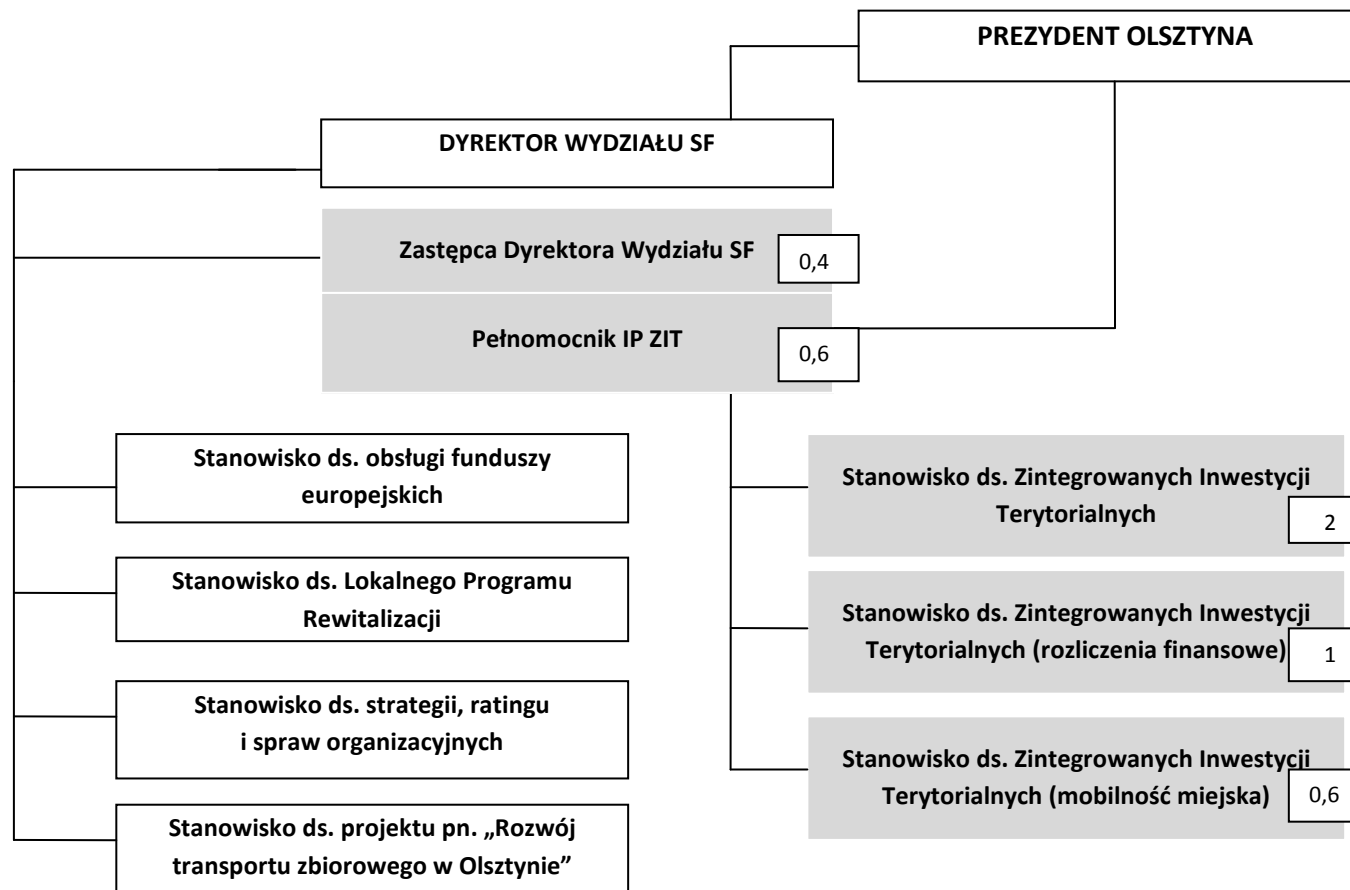 PREZYDENT OLSZTYNA
DYREKTOR WYDZIAŁU SF
Zastępca Dyrektora Wydziału SF
0,4
Pełnomocnik IP ZIT
0,6
Stanowisko ds. obsługi funduszy
europejskich
Stanowisko ds. Lokalnego Programu
Rewitalizacji
Stanowisko ds. strategii, ratingu
i spraw organizacyjnych
Stanowisko ds. projektu pn. „Rozwój
transportu zbiorowego w Olsztynie”
Stanowisko ds. Zintegrowanych Inwestycji
Terytorialnych
2
Stanowisko ds. Zintegrowanych Inwestycji
Terytorialnych (rozliczenia finansowe)
1
Stanowisko ds. Zintegrowanych Inwestycji
Terytorialnych (mobilność miejska)
0,6